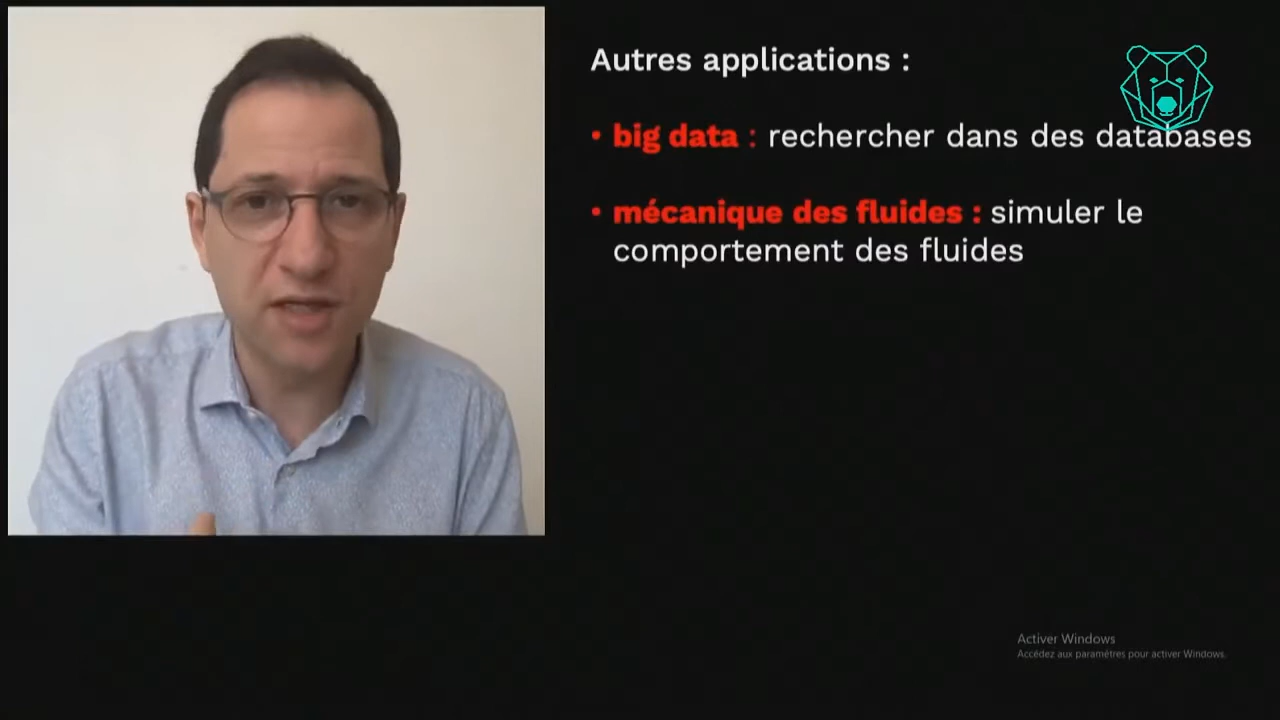 Autres applications :
• big data : rechercher dans des databases
• mécanique des fluides : simuler le
comportement des fluides
Activer Windows
Accédez aux paramètres pour activer Windows.